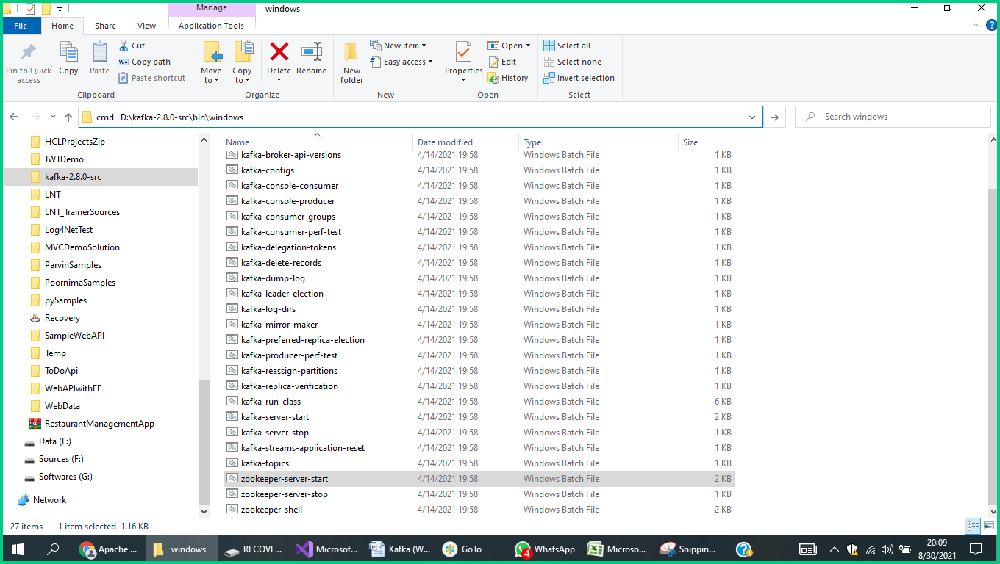 Manage
windows
File
Home
Share
View
Application Tools
Pin to Quick access
Copy
Paste
Cut
Copy path
Paste shortcut
Clipboard
Move to
Copy to
Delete
Rename
Organize
New folder
New item
Easy access
New
Properties
Open
Edit
History
Open
Select all
Select none
Invert selection
Select
cmd D:\kafka-2.8.0-src\bin\windows
Search windows
HCLProjectsZip
JWTDemo
kafka-2.8.0-src
LNT
LNT_TrainerSources
Log4NetTest
MVCDemoSolution
ParvinSamples
PoornimaSamples
pySamples
Recovery
SampleWebAPI
Temp
ToDoApi
WebAPIwithEF
WebData
RestaurantManagementApp
Data (E:)
Sources (F:)
Softwares (G:)
Network
Name Date modified Type Size
kafka-broker-api-versions 4/14/2021 19:58 Windows Batch File 1 KB
kafka-configs 4/14/2021 19:58 Windows Batch File 1 KB
kafka-console-consumer 4/14/2021 19:58 Windows Batch File 1 KB
kafka-console-producer 4/14/2021 19:58 Windows Batch File 1 KB
kafka-consumer-groups 4/14/2021 19:58 Windows Batch File 1 KB
kafka-consumer-perf-test 4/14/2021 19:58 Windows Batch File 1 KB
kafka-delegation-tokens 4/14/2021 19:58 Windows Batch File 1 KB
kafka-delete-records 4/14/2021 19:58 Windows Batch File 1 KB
kafka-dump-log 4/14/2021 19:58 Windows Batch File 1 KB
kafka-leader-election 4/14/2021 19:58 Windows Batch File 1 KB
kafka-log-dirs 4/14/2021 19:58 Windows Batch File 1 KB
kafka-mirror-maker 4/14/2021 19:58 Windows Batch File 1 KB
kafka-preferred-replica-election 4/14/2021 19:58 Windows Batch File 1 KB
kafka-producer-perf-test 4/14/2021 19:58 Windows Batch File 1 KB
kafka-reassign-partitions 4/14/2021 19:58 Windows Batch File 1 KB
kafka-replica-verification 4/14/2021 19:58 Windows Batch File 1 KB
kafka-run-class 4/14/2021 19:58 Windows Batch File 6 KB
kafka-server-start 4/14/2021 19:58 Windows Batch File 2 KB
kafka-server-stop 4/14/2021 19:58 Windows Batch File 1 KB
kafka-streams-application-reset 4/14/2021 19:58 Windows Batch File 1 KB
kafka-topics 4/14/2021 19:58 Windows Batch File 1 KB
zookeeper-server-start 4/14/2021 19:58 Windows Batch File 2 KB
zookeeper-server-stop 4/14/2021 19:58 Windows Batch File 1 KB
zookeeper-shell 4/14/2021 19:58 Windows Batch File 2 KB
27 items 1 item selected 1.16 KB
Apache ...
windows
RECOVE...
Microsof...
Kafka (W...
GoTo
4
WhatsApp
Microso...
Snippin...
20:09
8/30/2021